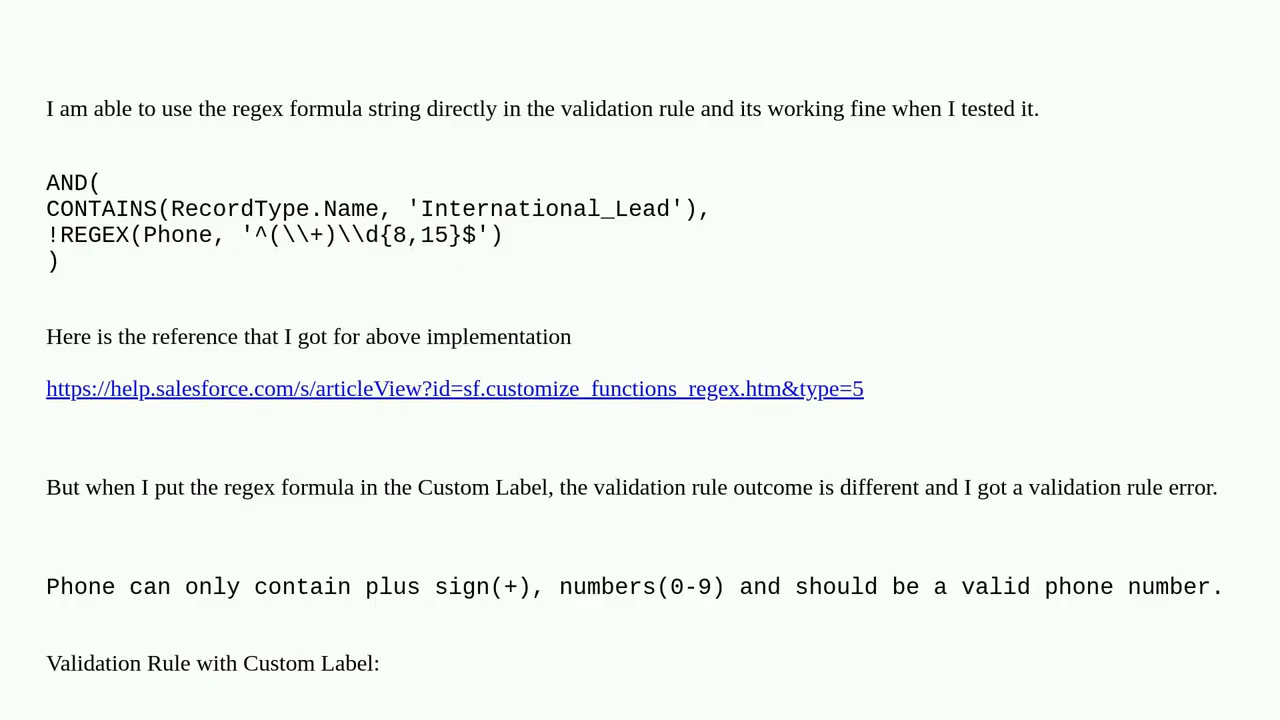 I am able to use the regex formula string directly in the validation rule and its working fine when I tested it.
AND(
CONTAINS(RecordType.Name, 'International_Lead'),
!REGEX(Phone, '^(\\+)\\d{8,15}$')
)
Here is the reference that I got for above implementation
https://help.salesforce.com/s/articleView?id=sf.customize_functions_regex.htm&type=5
But when I put the regex formula in the Custom Label, the validation rule outcome is different and I got a validation rule error.
Phone can only contain plus sign(+), numbers(0-9) and should be a valid phone number.
Validation Rule with Custom Label: